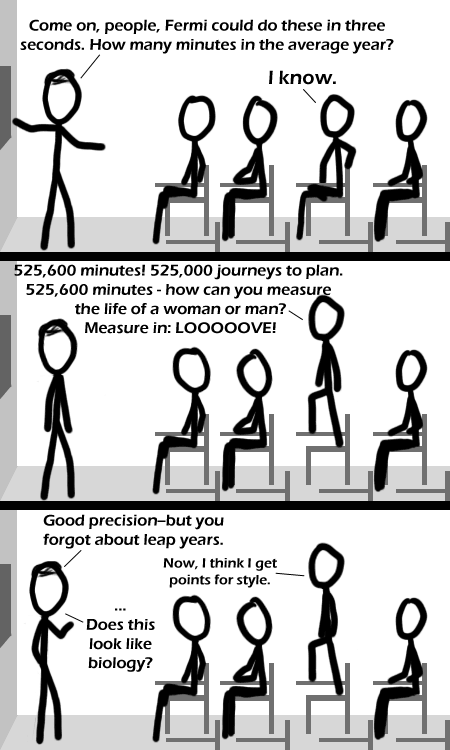 Come on, people, Fermi could do these in three
seconds. How many minutes in the average year?
I know.
525,600 minutes! 525,000 journeys to plan.
525,600 minutes - how can you measure
the life of a woman or man?
Measure in: LOOOOOVE!
Good precision–but you
forgot about leap years.
Now, I think I get
points for style.
...
Does this
look like
biology?